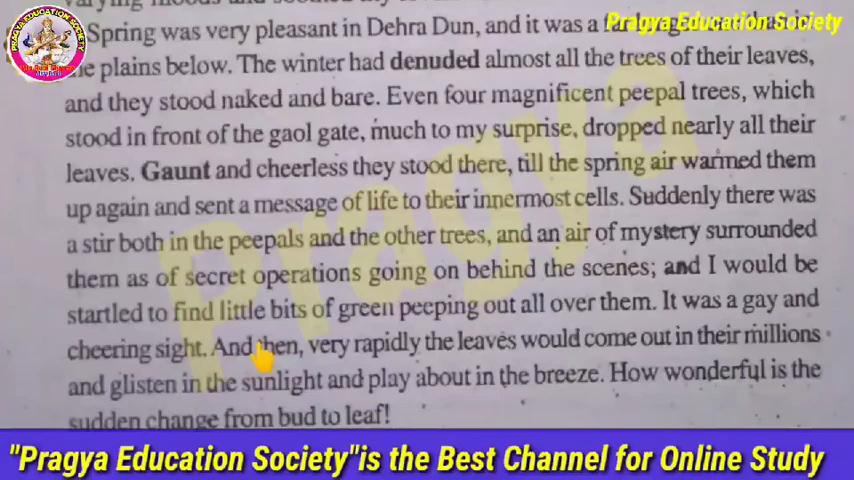 Pragya Education Society
PRAGYA EDUCATION SOCIETY
Spring was very pleasant in Dehra Dun, and it was a
the plains below. The winter had denuded almost all the trees of their leaves,
and they stood naked and bare. Even four magnificent peepal trees, which
stood in front of the gaol gate, much to my surprise, dropped nearly all their
leaves. Gaunt and cheerless they stood there, till the spring air warmed them
up again and sent a message of life to their innermost cells. Suddenly there was
a stir both in the peepals and the other trees, and an air of mystery surrounded
them as of secret operations going on behind the scenes; and I would be
startled to find little bits of green peeping out all over them. It was a gay and
cheering sight. And then, very rapidly the leaves would come out in their millions
and glisten in the sunlight and play about in the breeze. How wonderful is the
sudden change from bud to leaf!
Pragya
"Pragya Education Society"is the Best Channel for Online Study